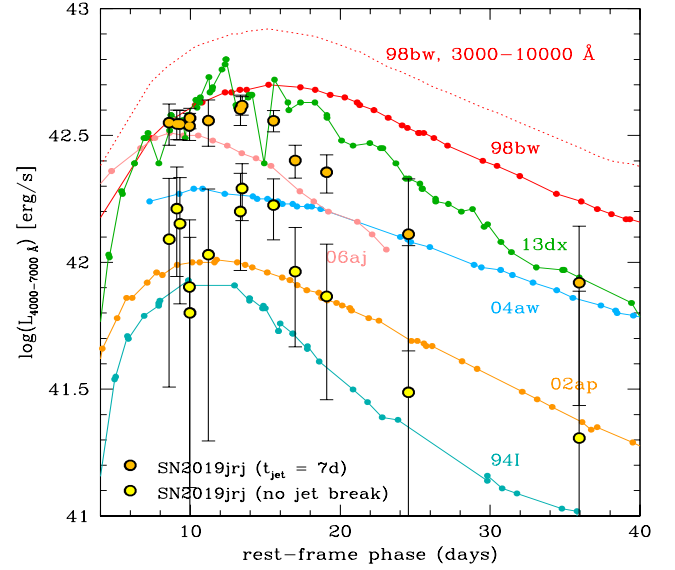 43
98bw, 3000−10000 Å
42.5
98bw
13dx
log(L4000−7000 Å) [erg/s]
06aj
42
04aw
02ap
41.5
94I
SN2019jrj (tjet = 7d)
SN2019jrj (no jet break)
41
10 20 30 40
rest−frame phase (days)